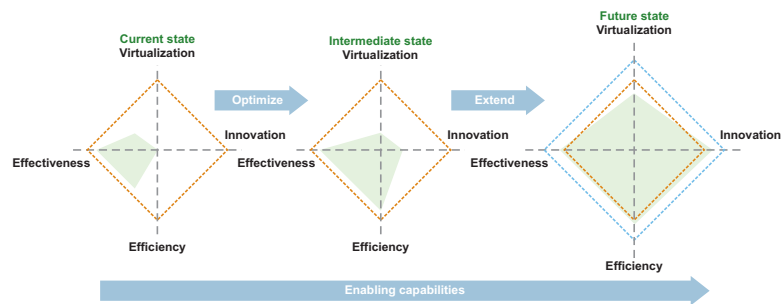 Current state
Virtualization
Innovation
Effectiveness
Efficiency
Optimize
Intermediate state
Virtualization
Innovation
Effectiveness
Efficiency
Extend
Future state
Virtualization
Innovation
Effectiveness
Efficiency
Enabling capabilities